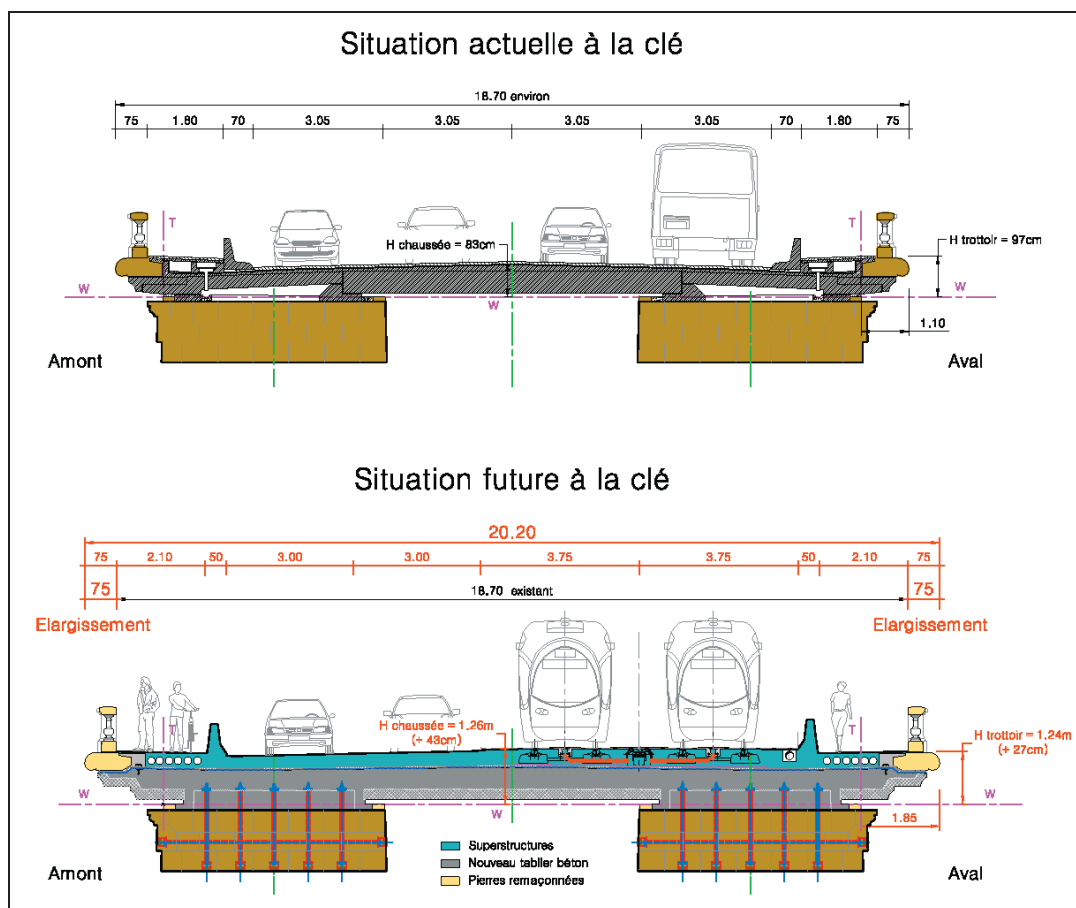 Situation actuelle à la clé
18.70 environ
75 1.80 70 3.05 3.05 3.05 3.05 70 1.80 75
T T
H chaussée = 83cm
H trottoir = 97cm
W W W
1.10
Amont Aval
Situation future à la clé
20.20
75 2.10 50 3.00 3.00 3.75 3.75 50 2.10 75
75 18.70 existant 75
Elargissement Elargissement
T T
H chaussée = 1.26m
(+ 43cm)
H trottoir = 1.24m
(+ 27cm)
W W W
1.85
Superstructures
Nouveau tablier béton
Pierres remaçonnées
Amont Aval